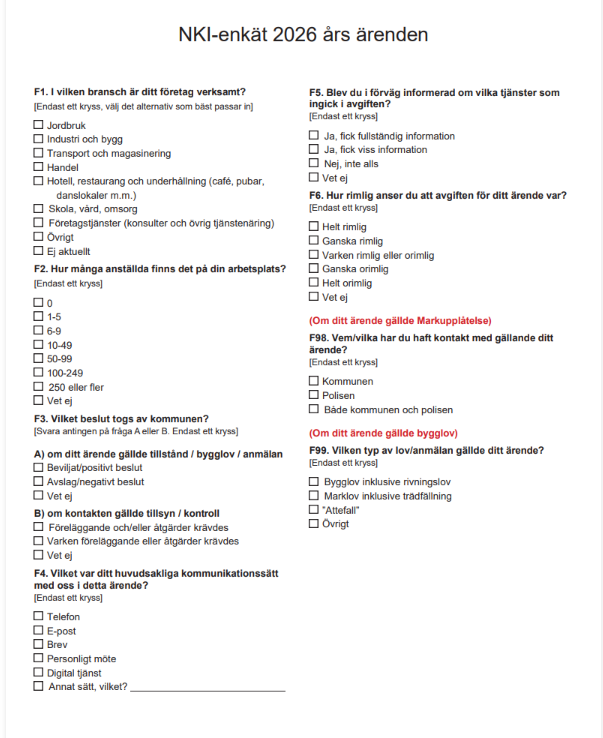 NKI-enkät 2026 års ärenden
F1. I vilken bransch är ditt företag verksamt?
[Endast ett kryss, välj det alternativ som bäst passar in]
Jordbruk
Industri och bygg
Transport och magasinering
Handel
Hotell, restaurang och underhållning (café, pubar,
danslokaler m.m.)
Skola, vård, omsorg
Företagstjänster (konsulter och övrig tjänstenäring)
Övrigt
Ej aktuellt
F2. Hur många anställda finns det på din arbetsplats?
[Endast ett kryss]
0
1-5
6-9
10-49
50-99
100-249
250 eller fler
Vet ej
F3. Vilket beslut togs av kommunen?
[Svara antingen på fråga A eller B. Endast ett kryss]
A) om ditt ärende gällde tillstånd / bygglov / anmälan
Beviljat/positivt beslut
Avslag/negativt beslut
Vet ej
B) om kontakten gällde tillsyn / kontroll
Föreläggande och/eller åtgärder krävdes
Varken föreläggande eller åtgärder krävdes
Vet ej
F4. Vilket var ditt huvudsakliga kommunikationssätt
med oss i detta ärende?
[Endast ett kryss]
Telefon
E-post
Brev
Personligt möte
Digital tjänst
Annat sätt, vilket?
F5. Blev du i förväg informerad om vilka tjänster som
ingick i avgiften?
[Endast ett kryss]
Ja, fick fullständig information
Ja, fick viss information
Nej, inte alls
Vet ej
F6. Hur rimlig anser du att avgiften för ditt ärende var?
[Endast ett kryss]
Helt rimlig
Ganska rimlig
Varken rimlig eller orimlig
Ganska orimlig
Helt orimlig
Vet ej
(Om ditt ärende gällde Markupplåtelse)
F98. Vem/vilka har du haft kontakt med gällande ditt
ärende?
[Endast ett kryss]
Kommunen
Polisen
Både kommunen och polisen
(Om ditt ärende gällde bygglov)
F99. Vilken typ av lov/anmälan gällde ditt ärende?
[Endast ett kryss]
Bygglov inklusive rivningslov
Marklov inklusive trädfällning
"Attefall"
Övrigt